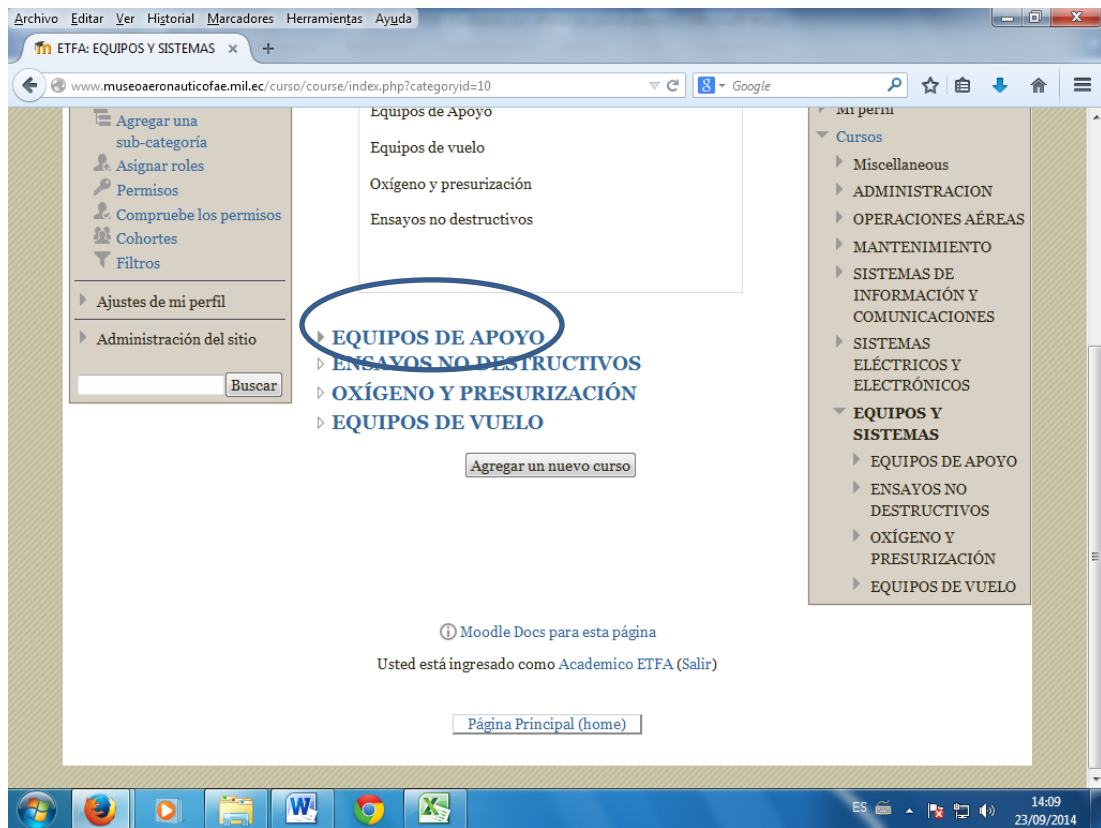 Archivo Editar Ver Historial Marcadores Herramientas Ayuda
ETFA: EQUIPOS Y SISTEMAS × +
www.museoaeronauticofae.mil.ec/curso/course/index.php?categoryid=10
8 Google
Agregar una
sub-categoría
Asignar roles
Permisos
Compruebe los permisos
Cohortes
Filtros
Ajustes de mi perfil
Administración del sitio
Buscar
Equipos de Apoyo
Equipos de vuelo
Oxígeno y presurización
Ensayos no destructivos
EQUIPOS DE APOYO
ENSAYOS NO DESTRUCTIVOS
OXÍGENO Y PRESURIZACIÓN
EQUIPOS DE VUELO
Agregar un nuevo curso
Mi perfil
Cursos
Miscellaneous
ADMINISTRACION
OPERACIONES AÉREAS
MANTENIMIENTO
SISTEMAS DE
INFORMACIÓN Y
COMUNICACIONES
SISTEMAS
ELÉCTRICOS Y
ELECTRÓNICOS
EQUIPOS Y
SISTEMAS
EQUIPOS DE APOYO
ENSAYOS NO
DESTRUCTIVOS
OXÍGENO Y
PRESURIZACIÓN
EQUIPOS DE VUELO
Moodle Docs para esta página
Usted está ingresado como Academico ETFA (Salir)
Página Principal (home)
ES
14:09
23/09/2014